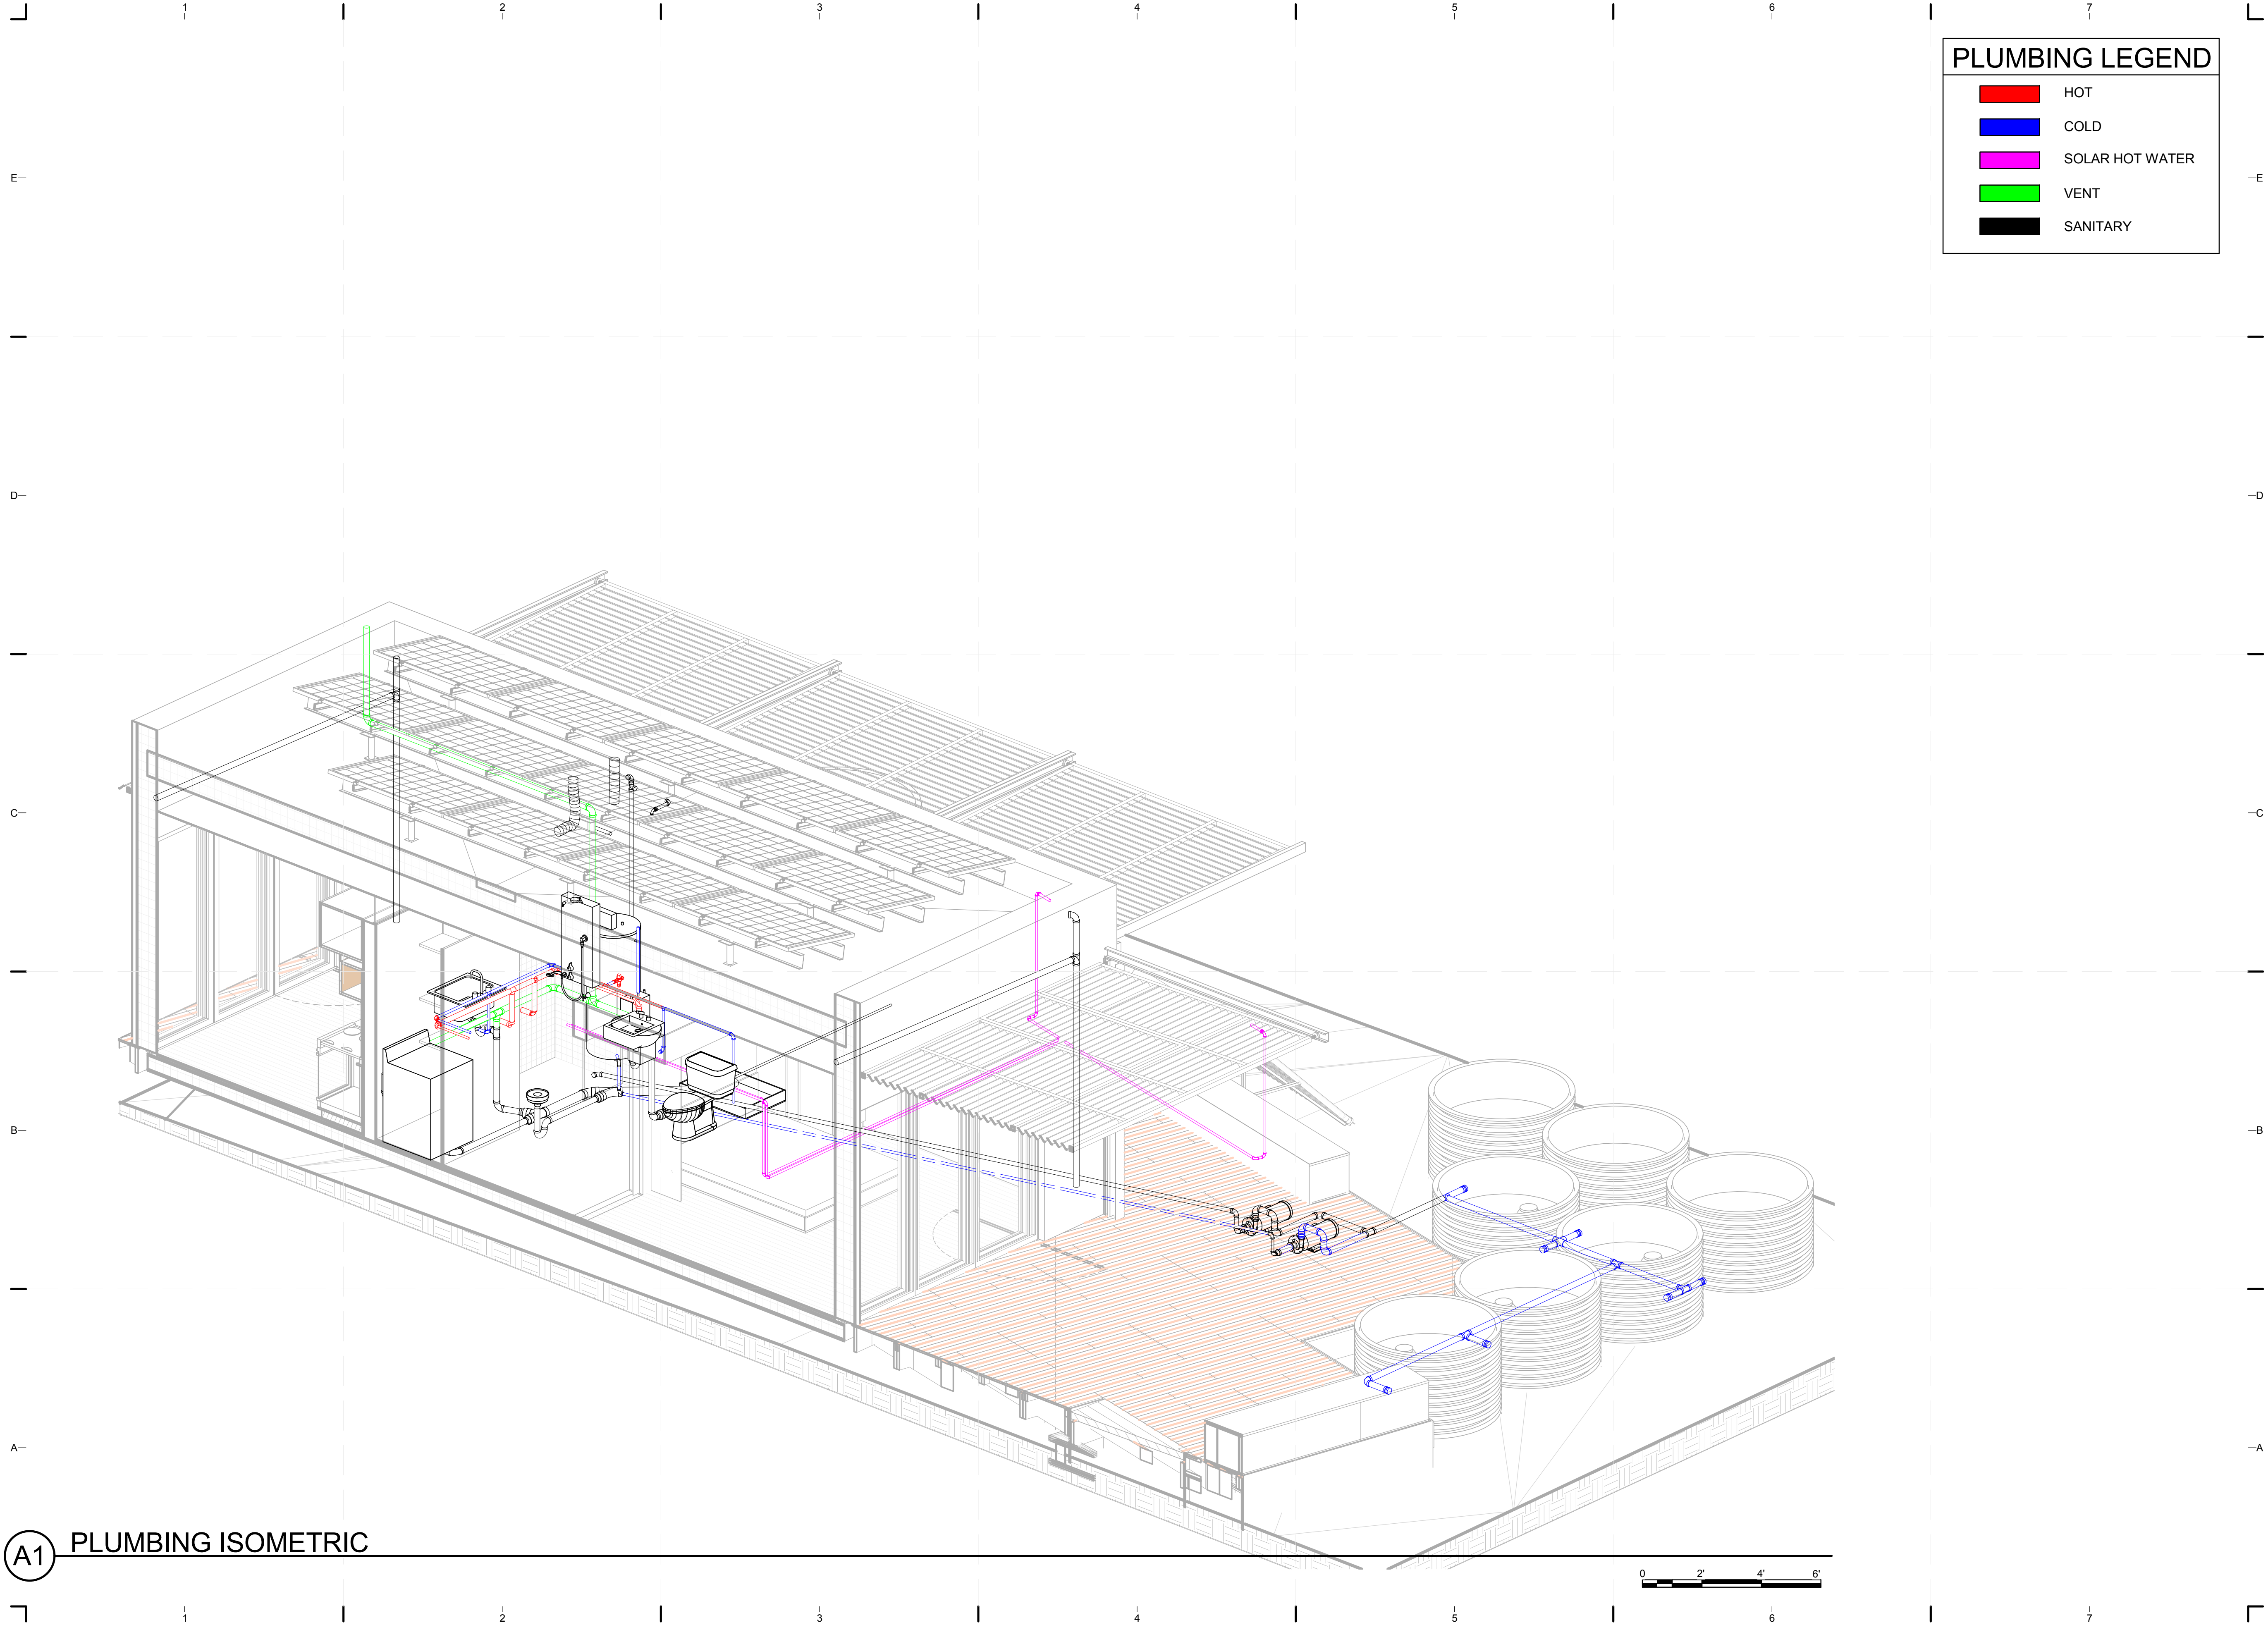 1 2 3 4 5 6 7
PLUMBING LEGEND
HOT
COLD
SOLAR HOT WATER
VENT
SANITARY
E E
D D
C C
B B
A A
A1 PLUMBING ISOMETRIC
0 2' 4' 6'
1 2 3 4 5 6 7